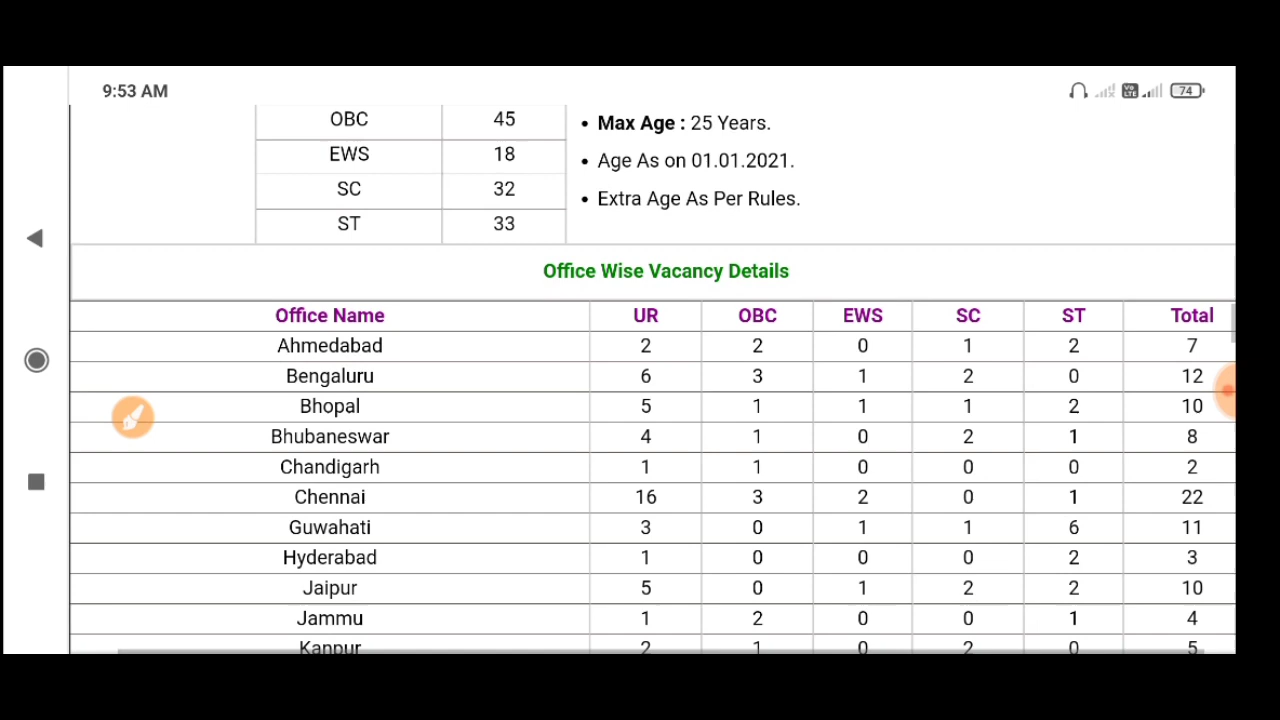 9:53 AM
Vo LTE 74
OBC 45
EWS 18
SC 32
ST 33
• Max Age : 25 Years.
• Age As on 01.01.2021.
• Extra Age As Per Rules.
Office Wise Vacancy Details
Office Name UR OBC EWS SC ST Total
Ahmedabad 2 2 0 1 2 7
Bengaluru 6 3 1 2 0 12
Bhopal 5 1 1 1 2 10
Bhubaneswar 4 1 0 2 1 8
Chandigarh 1 1 0 0 0 2
Chennai 16 3 2 0 1 22
Guwahati 3 0 1 1 6 11
Hyderabad 1 0 0 0 2 3
Jaipur 5 0 1 2 2 10
Jammu 1 2 0 0 1 4
Kanpur 2 1 0 2 0 5